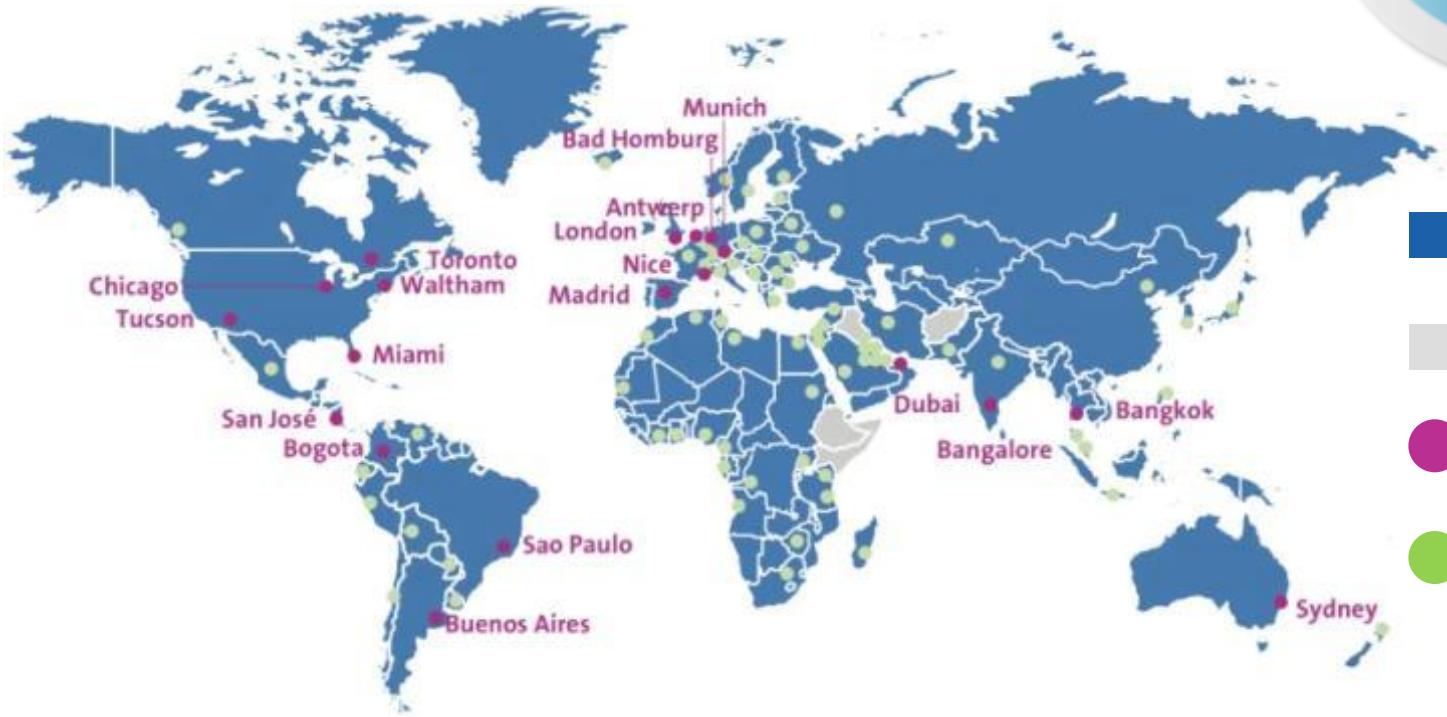 Munich
Bad Homburg
Antwerp
London
Nice
Madrid
Toronto
Waltham
Chicago
Tucson
Miami
San José
Bogota
Dubai
Bangkok
Bangalore
Sao Paulo
Buenos Aires
Sydney